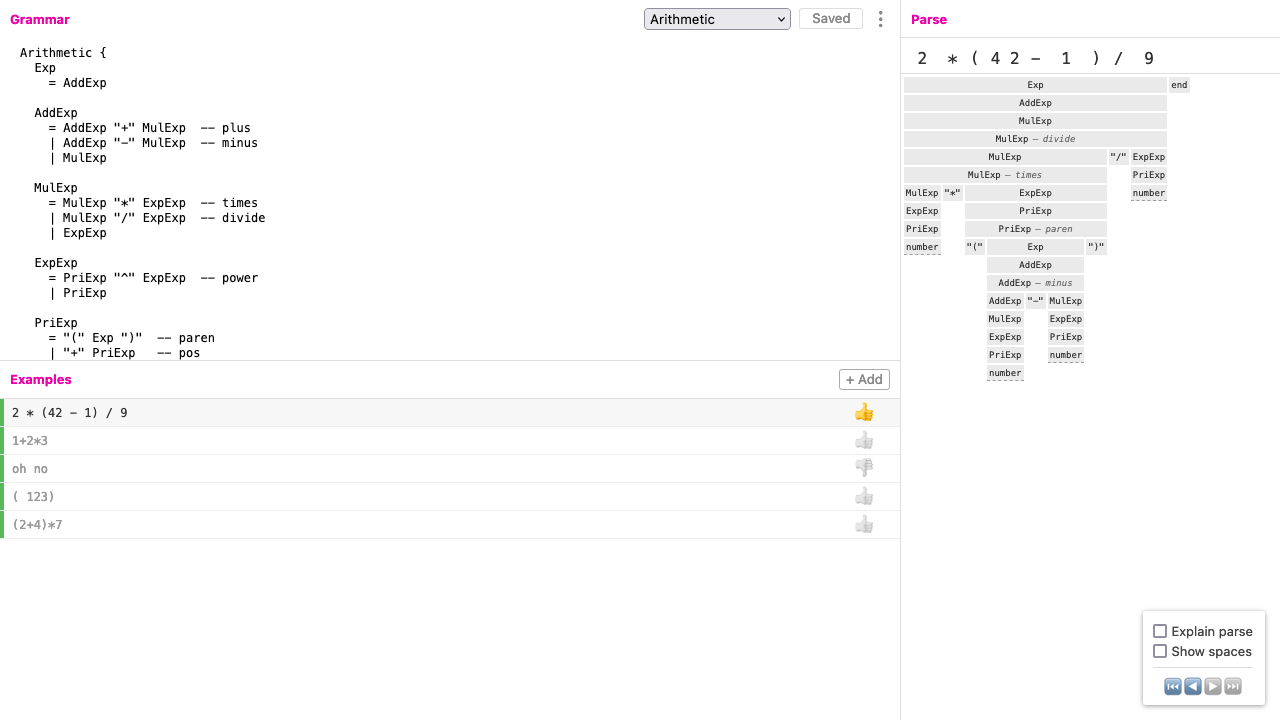 Grammar
Arithmetic
Saved
Arithmetic {
Exp
= AddExp
AddExp
= AddExp "+" MulExp -- plus
| AddExp "-" MulExp -- minus
| MulExp
MulExp
= MulExp "*" ExpExp -- times
| MulExp "/" ExpExp -- divide
| ExpExp
ExpExp
= PriExp "^" ExpExp -- power
| PriExp
PriExp
= "(" Exp ")" -- paren
| "+" PriExp -- pos
Examples
+ Add
2 * (42 - 1) / 9
1+2*3
oh no
( 123)
(2+4)*7
Parse
2 * ( 4 2 - 1 ) / 9
Exp end
AddExp
MulExp
MulExp – divide
MulExp "/" ExpExp
MulExp – times PriExp
MulExp "*" ExpExp number
ExpExp PriExp
PriExp PriExp – paren
number "(" Exp ")"
AddExp
AddExp – minus
AddExp "-" MulExp
MulExp ExpExp
ExpExp PriExp
PriExp number
number
Explain parse
Show spaces